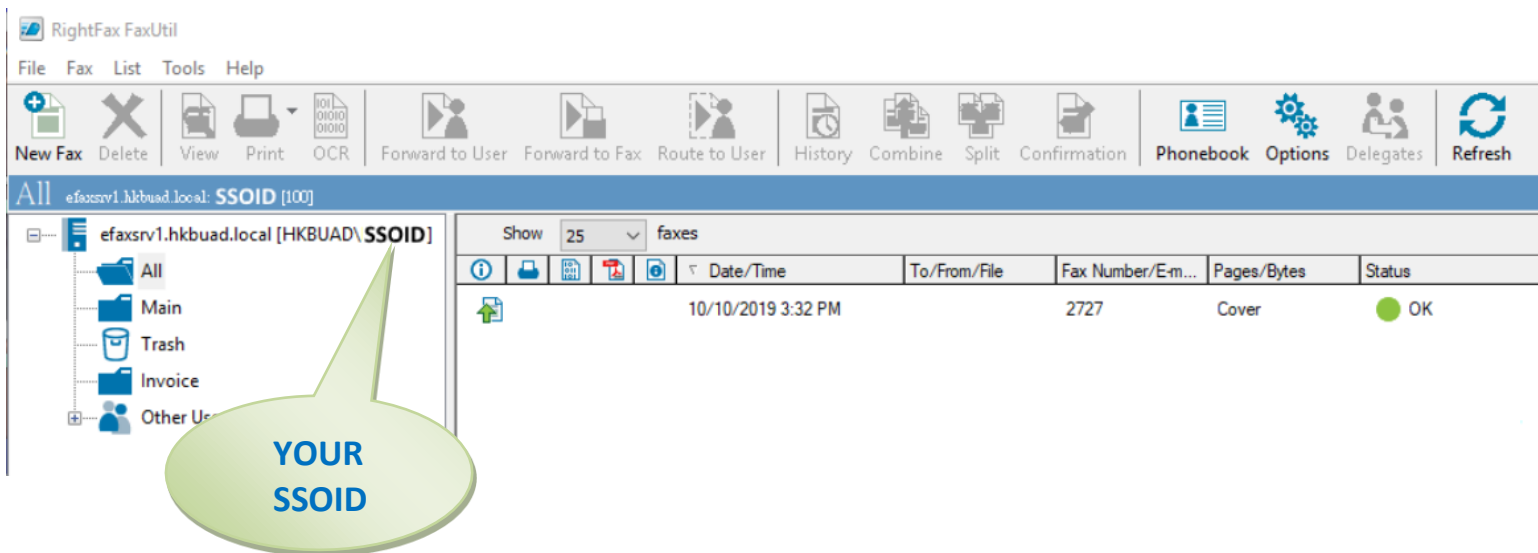 RightFax FaxUtil
File Fax List Tools Help
New Fax Delete View Print OCR Forward to User Forward to Fax Route to User History Combine Split Confirmation Phonebook Options Delegates Refresh
All efaxsrv1.hkbuad.local: SSOID [100]
efaxsrv1.hkbuad.local [HKBUAD\SSOID]
Show 25 faxes
All
Date/Time To/From/File Fax Number/E-m... Pages/Bytes Status
Main
10/10/2019 3:32 PM 2727 Cover OK
Trash
Invoice
Other
YOUR
SSOID